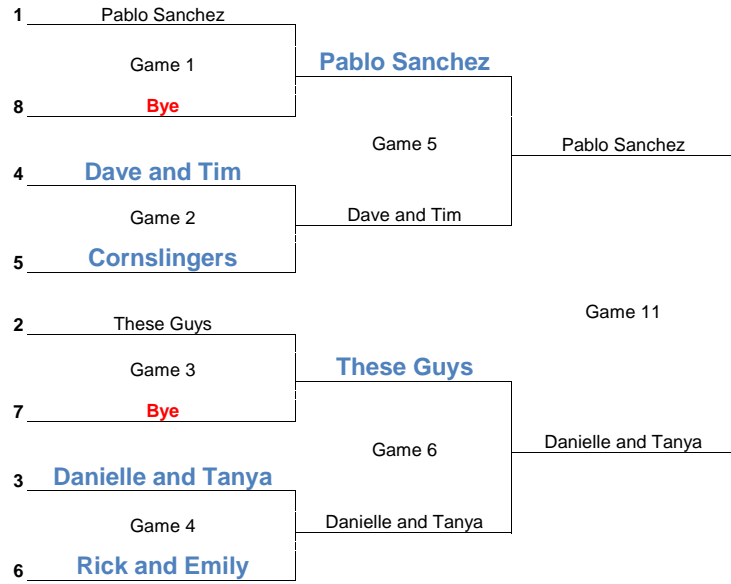 1 Pablo Sanchez
Game 1
Pablo Sanchez
8 Bye
Game 5
Pablo Sanchez
4 Dave and Tim
Game 2
Dave and Tim
5 Cornslingers
Game 11
2 These Guys
Game 3
These Guys
7 Bye
Game 6
Danielle and Tanya
3 Danielle and Tanya
Game 4
Danielle and Tanya
6 Rick and Emily